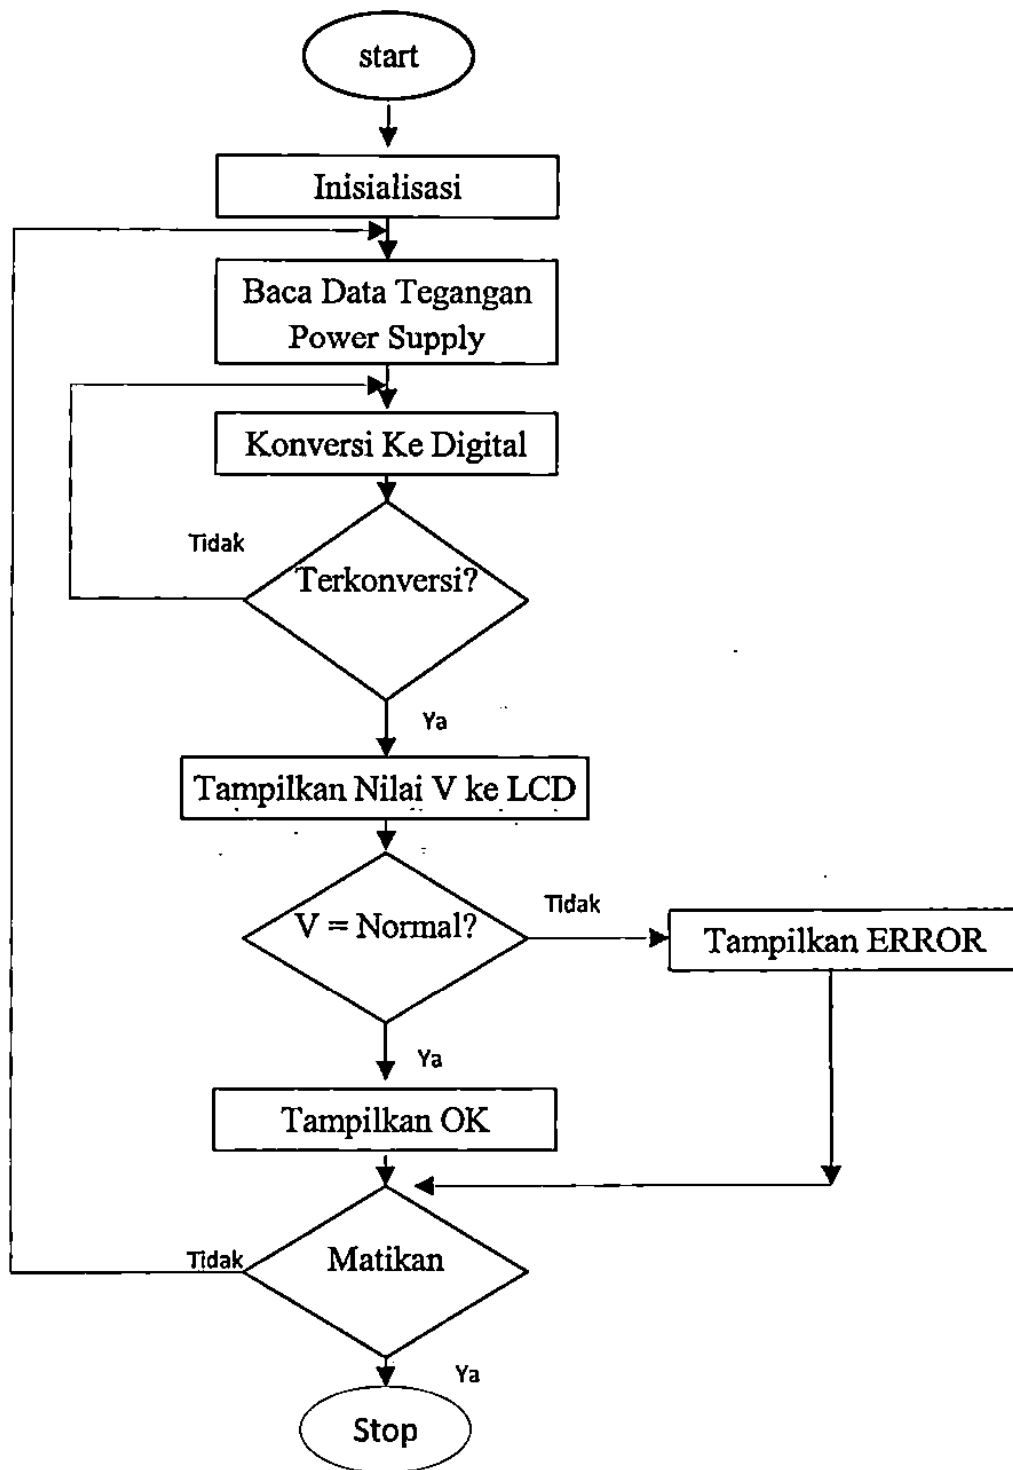 start
Inisialisasi
Baca Data Tegangan
Power Supply
Konversi Ke Digital
Tidak
Terkonversi?
Ya
Tampilkan Nilai V ke LCD
V = Normal?
Tidak
Tampilkan ERROR
Ya
Tampilkan OK
Tidak
Matikan
Ya
Stop